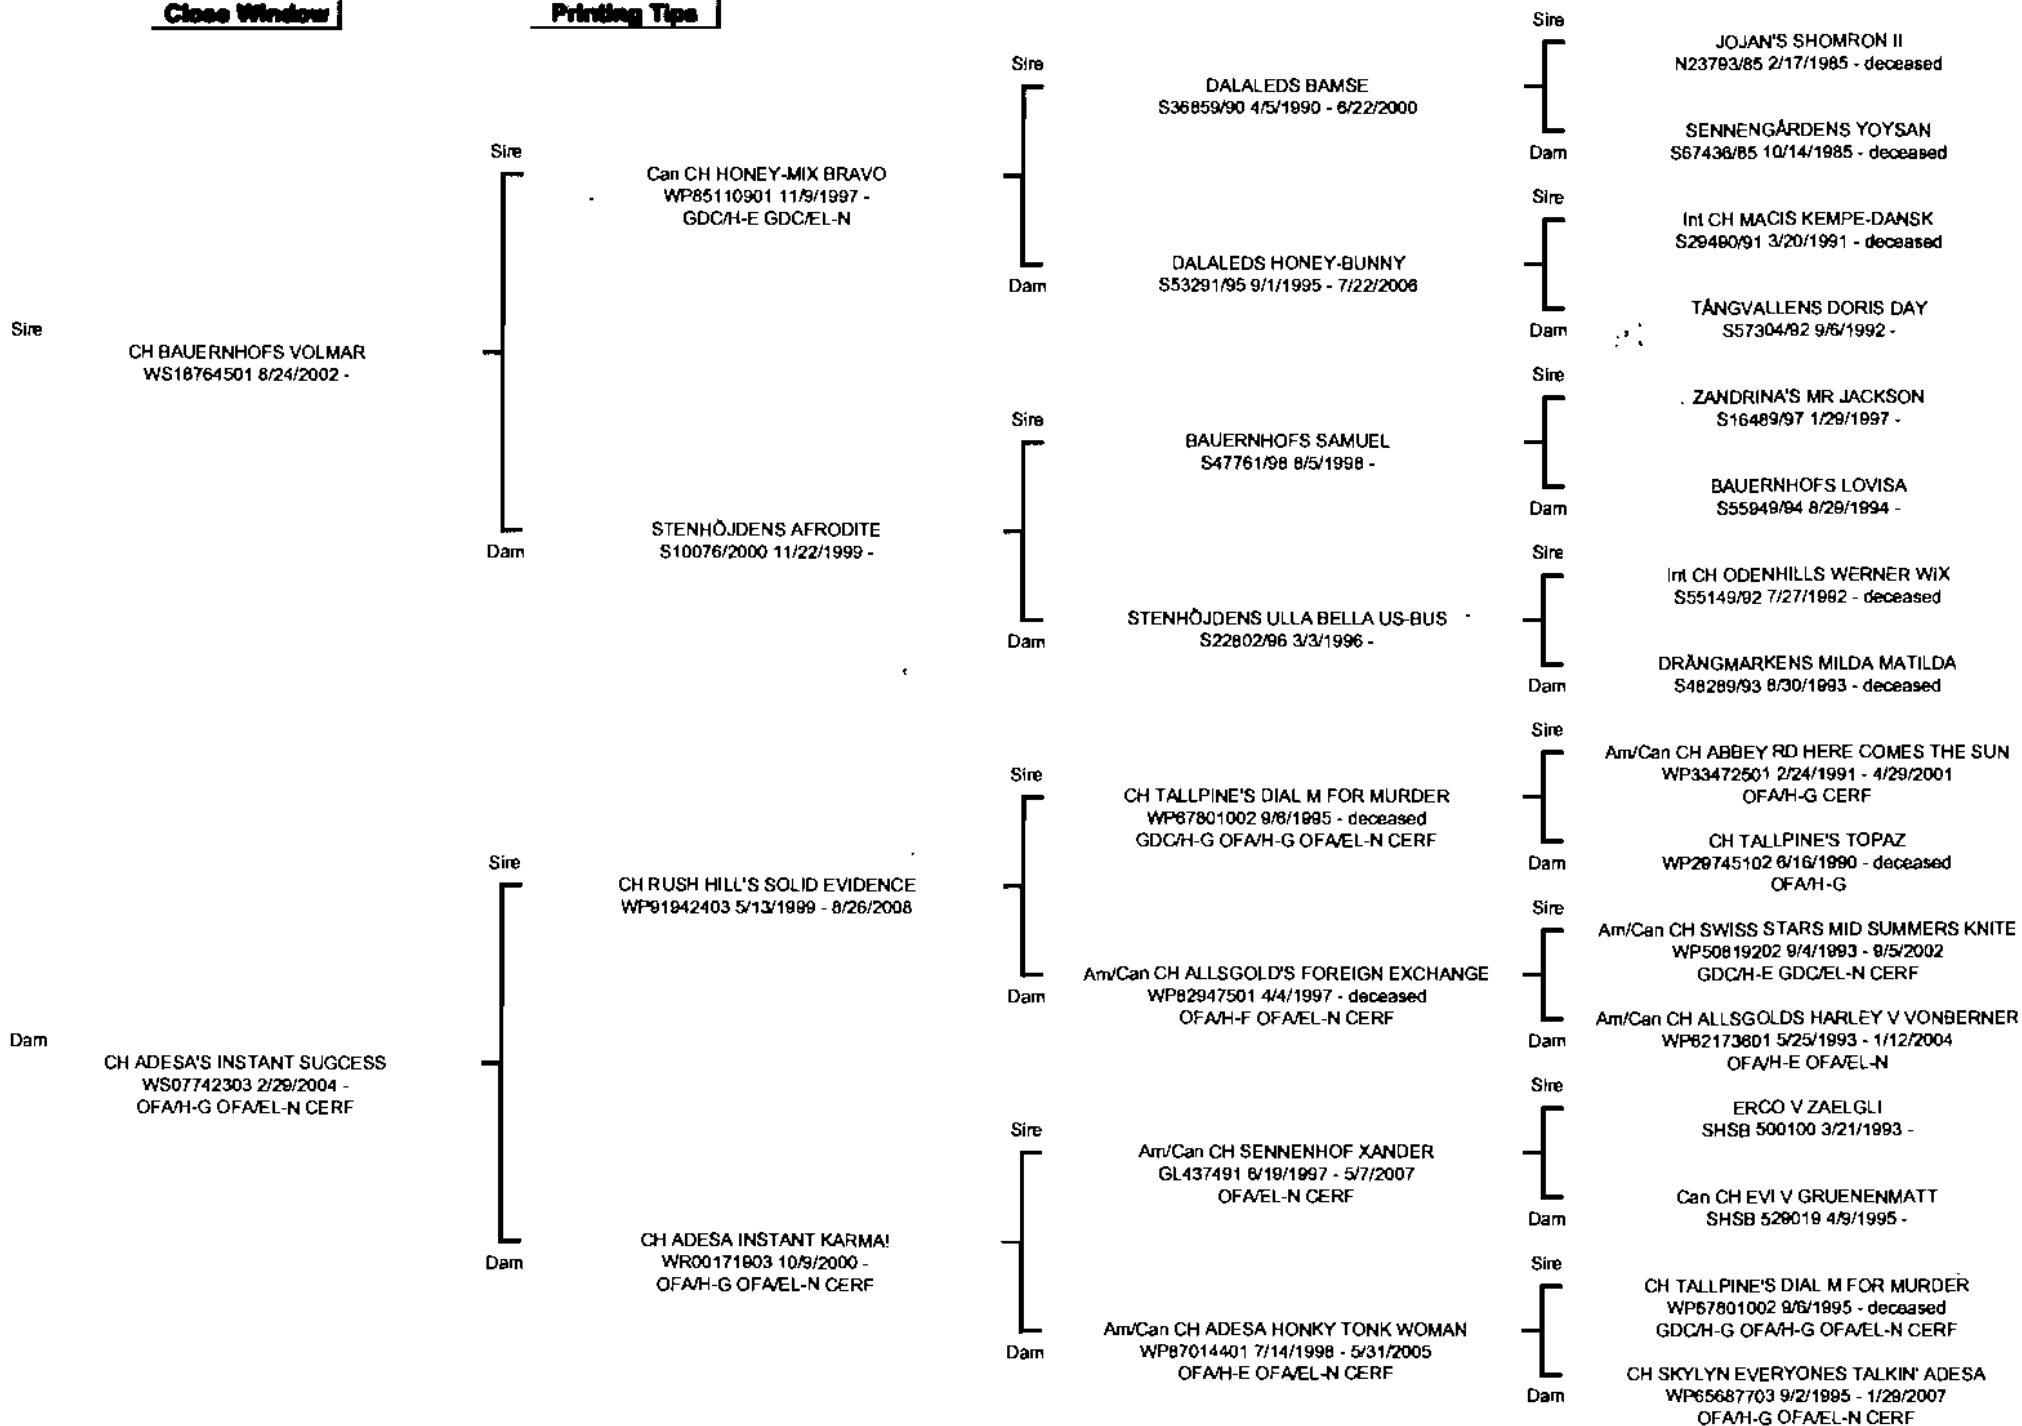 Close Window
Printing Tips
Sire
CH BAUERNHOFS VOLMAR
WS18764501 8/24/2002 -
Dam
CH ADESA'S INSTANT SUCCESS
WS07742303 2/29/2004 -
OFA/H-G OFA/EL-N CERF
Sire
Can CH HONEY-MIX BRAVO
WP85110901 11/9/1997 -
GDC/H-E GDC/EL-N
Dam
STENHÖJDENS AFRODITE
S10076/2000 11/22/1999 -
Sire
CH RUSH HILL'S SOLID EVIDENCE
WP91942403 5/13/1999 - 8/26/2008
Dam
CH ADESA INSTANT KARMA!
WR00171903 10/9/2000 -
OFA/H-G OFA/EL-N CERF
Sire
DALALEDS BAMSE
S36859/90 4/5/1990 - 6/22/2000
Dam
DALALEDS HONEY-BUNNY
S53291/95 9/1/1995 - 7/22/2006
Sire
BAUERNHOFS SAMUEL
S47761/98 8/5/1998 -
Dam
STENHÖJDENS ULLA BELLA US-BUS
S22802/96 3/3/1996 -
Sire
CH TALLPINE'S DIAL M FOR MURDER
WP67801002 9/6/1995 - deceased
GDC/H-G OFA/H-G OFA/EL-N CERF
Dam
Am/Can CH ALLSGOLD'S FOREIGN EXCHANGE
WP82947501 4/4/1997 - deceased
OFA/H-F OFA/EL-N CERF
Sire
Am/Can CH SENNENHOF XANDER
GL437491 6/19/1997 - 5/7/2007
OFA/EL-N CERF
Dam
Am/Can CH ADESA HONKY TONK WOMAN
WP87014401 7/14/1998 - 5/31/2005
OFA/H-E OFA/EL-N CERF
Sire
JOJAN'S SHOMRON II
N23793/85 2/17/1985 - deceased
Dam
SENNENGÅRDENS YOYSAN
S67436/85 10/14/1985 - deceased
Sire
Int CH MACIS KEMPE-DANSK
S29490/91 3/20/1991 - deceased
Dam
TÅNGVALLENS DORIS DAY
S57304/92 9/6/1992 -
Sire
ZANDRINA'S MR JACKSON
S16489/97 1/29/1997 -
Dam
BAUERNHOFS LOVISA
S55949/94 8/29/1994 -
Sire
Int CH ODENHILLS WERNER WIX
S55149/92 7/27/1992 - deceased
Dam
DRÄNGMARKENS MILDA MATILDA
S48289/93 8/30/1993 - deceased
Sire
Am/Can CH ABBEY RD HERE COMES THE SUN
WP33472501 2/24/1991 - 4/29/2001
OFA/H-G CERF
Dam
CH TALLPINE'S TOPAZ
WP29745102 6/16/1990 - deceased
OFA/H-G
Sire
Am/Can CH SWISS STARS MID SUMMERS KNITE
WP50819202 9/4/1993 - 9/5/2002
GDC/H-E GDC/EL-N CERF
Dam
Am/Can CH ALLSGOLDS HARLEY V VONBERNER
WP62173601 5/25/1993 - 1/12/2004
OFA/H-E OFA/EL-N
Sire
ERCO V ZAELGLI
SHSB 500100 3/21/1993 -
Dam
Can CH EVI V GRUENENMATT
SHSB 529019 4/9/1995 -
Sire
CH TALLPINE'S DIAL M FOR MURDER
WP67801002 9/6/1995 - deceased
GDC/H-G OFA/H-G OFA/EL-N CERF
Dam
CH SKYLYN EVERYONES TALKIN' ADESA
WP65687703 9/2/1995 - 1/29/2007
OFA/H-G OFA/EL-N CERF